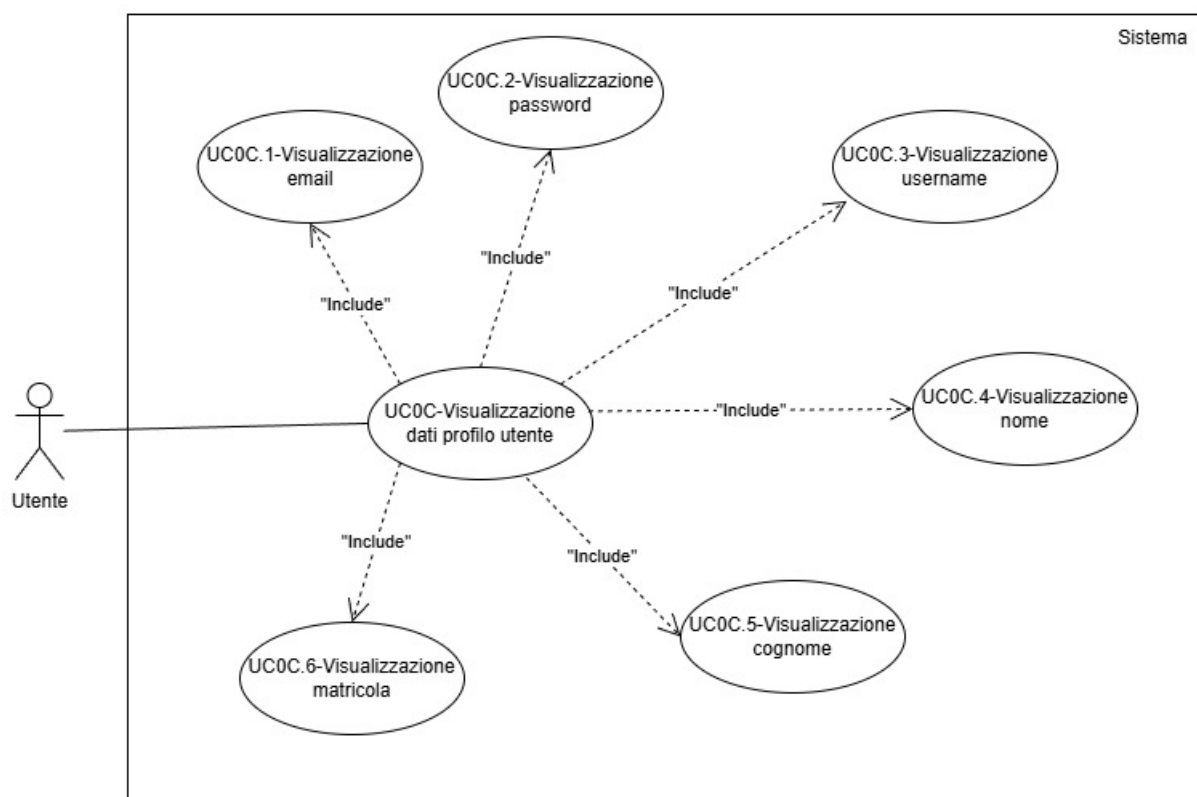 Sistema
UC0C.2-Visualizzazione
password
UC0C.1-Visualizzazione
email
UC0C.3-Visualizzazione
username
"Include"
"Include"
"Include"
UC0C-Visualizzazione
dati profilo utente
"Include"
UC0C.4-Visualizzazione
nome
Utente
"Include"
"Include"
UC0C.5-Visualizzazione
cognome
UC0C.6-Visualizzazione
matricola